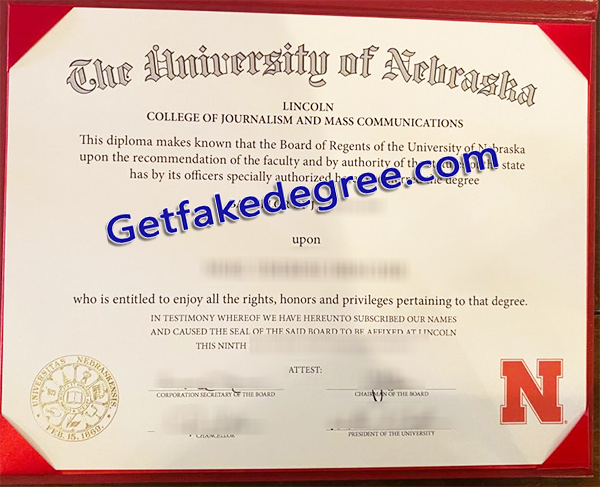 The University of Nebraska
LINCOLN
COLLEGE OF JOURNALISM AND MASS COMMUNICATIONS
This diploma makes known that the Board of Regents of the University of Nebraska
upon the recommendation of the faculty and by authority of the of the state
has by its officers specially authorized the degree
Getfakedegree.com
upon
who is entitled to enjoy all the rights, honors and privileges pertaining to that degree.
IN TESTIMONY WHEREOF WE HAVE HEREUNTO SUBSCRIBED OUR NAMES
AND CAUSED THE SEAL OF THE SAID BOARD TO BE AFFIXED AT LINCOLN
THIS NINTH
ATTEST:
CORPORATION SECRETARY OF THE BOARD
CHAIRMAN OF THE BOARD
CHANCELLOR
PRESIDENT OF THE UNIVERSITY
UNIVERSITAS NEBRASKENSIS
FEB. 15, 1869.
N